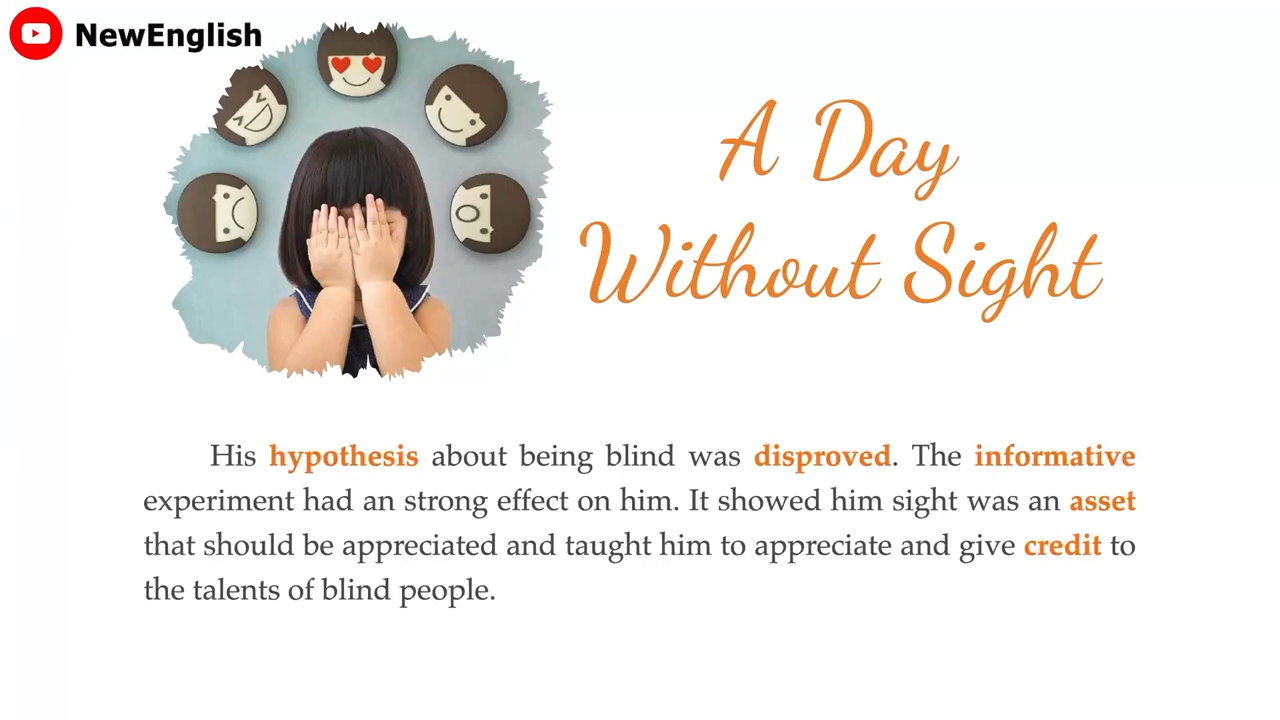 NewEnglish
A Day
Without Sight
His hypothesis about being blind was disproved. The informative
experiment had an strong effect on him. It showed him sight was an asset
that should be appreciated and taught him to appreciate and give credit to
the talents of blind people.